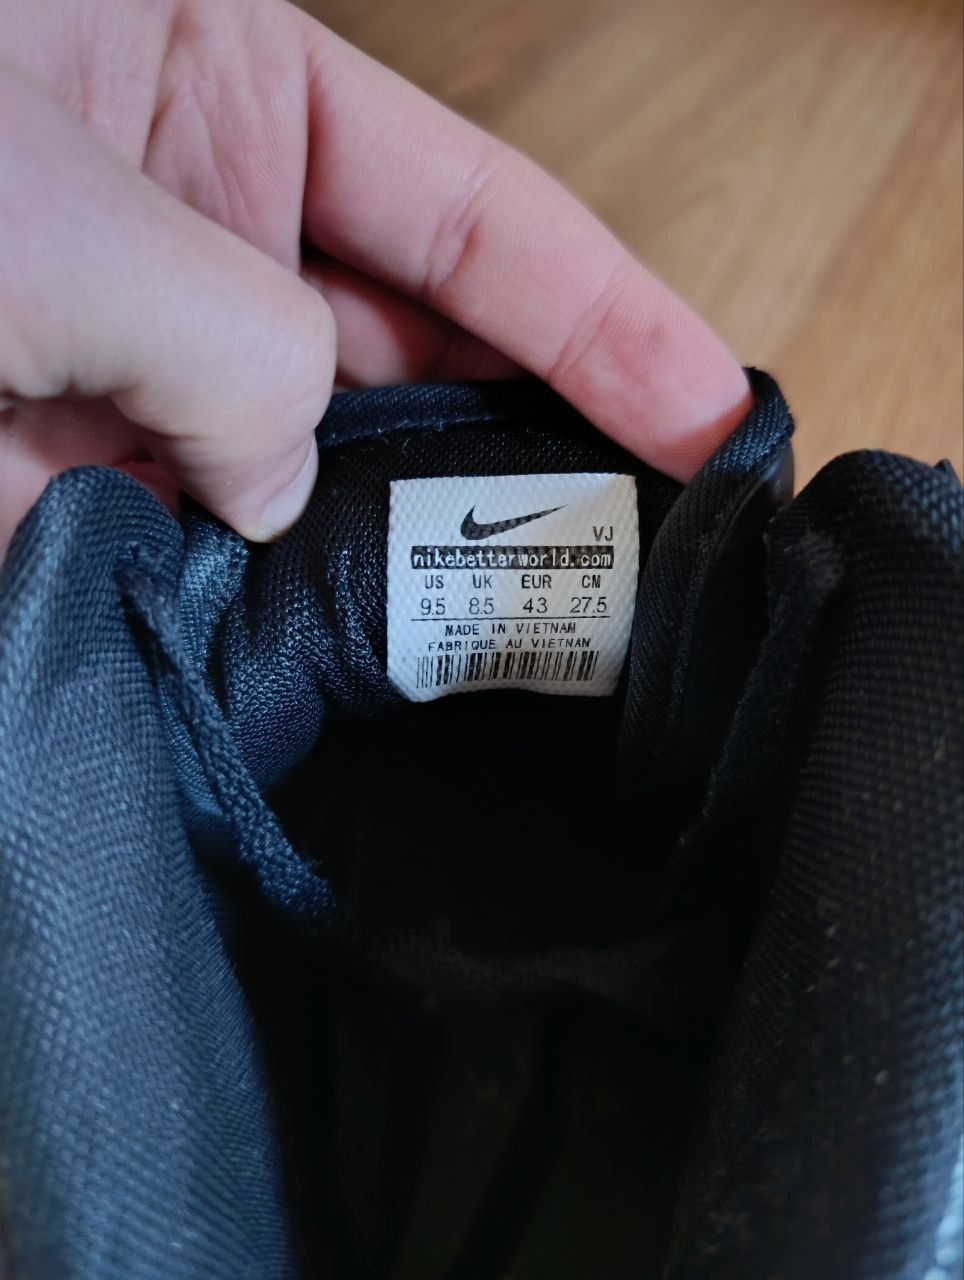 VJ
nikebetterworld.com
US UK EUR CM
9.5 8.5 43 27.5
MADE IN VIETNAM
FABRIQUE AU VIETNAM